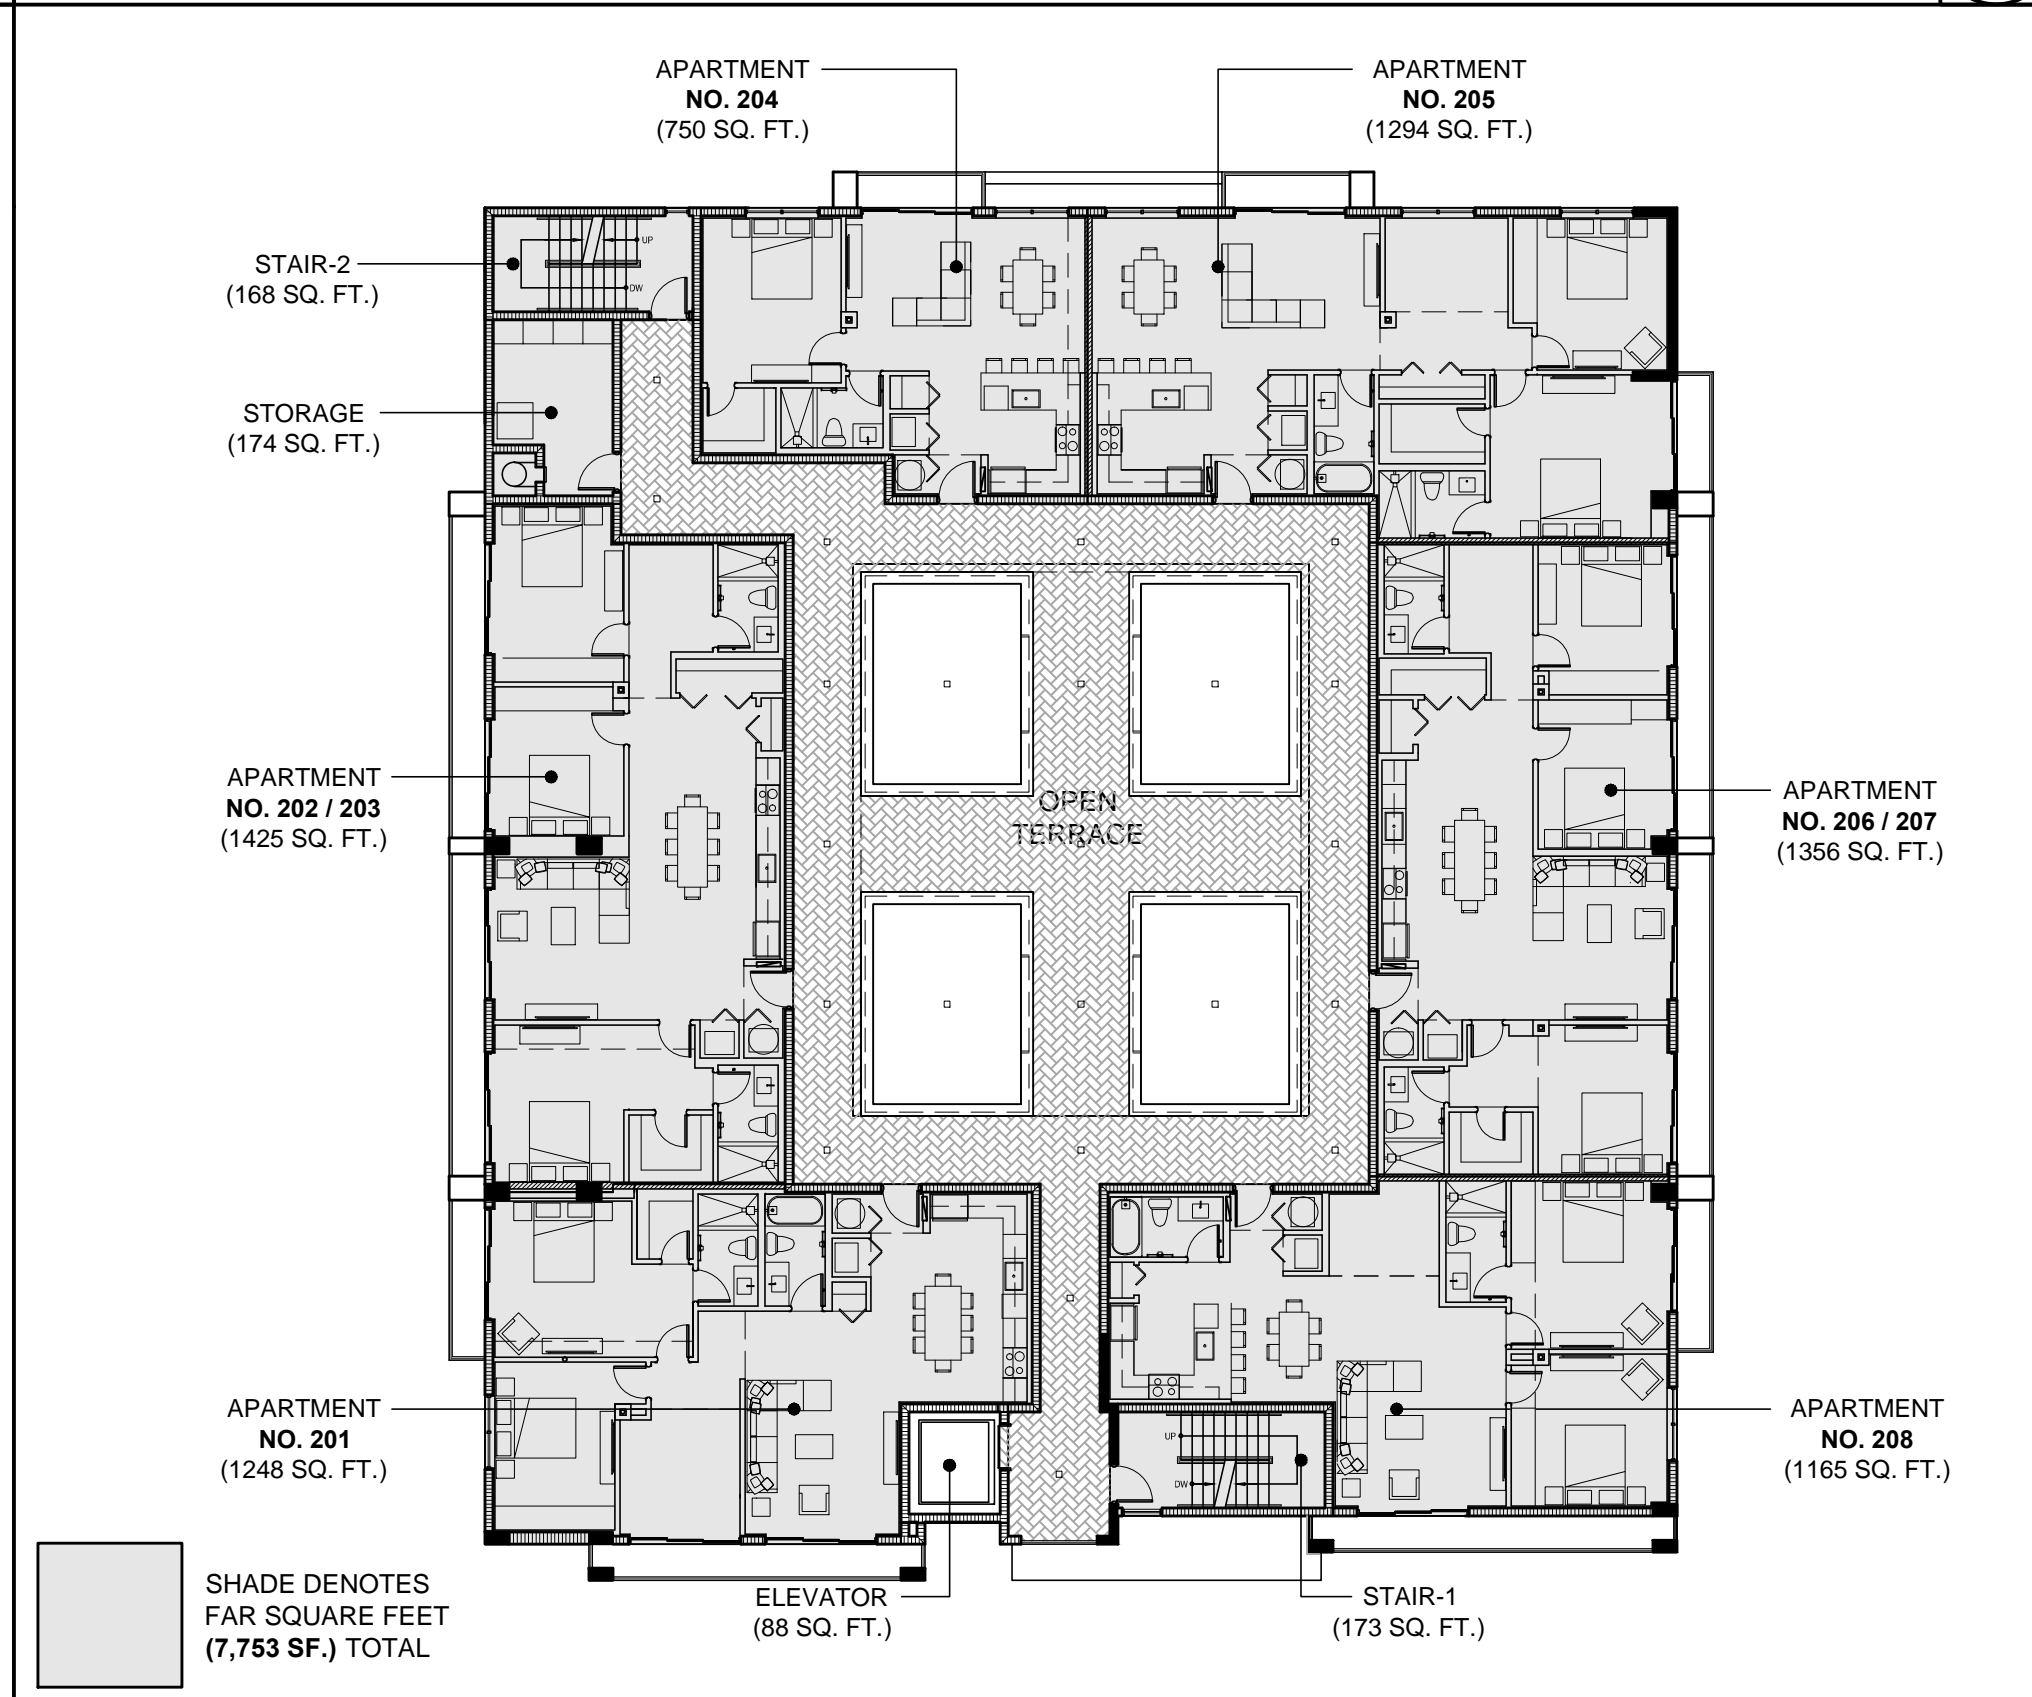 APARTMENT
NO. 204
(750 SQ. FT.)
APARTMENT
NO. 205
(1294 SQ. FT.)
STAIR-2
(168 SQ. FT.)
UP
DW
STORAGE
(174 SQ. FT.)
APARTMENT
NO. 202 / 203
(1425 SQ. FT.)
OPEN
TERRACE
APARTMENT
NO. 206 / 207
(1356 SQ. FT.)
APARTMENT
NO. 201
(1248 SQ. FT.)
UP
DW
APARTMENT
NO. 208
(1165 SQ. FT.)
ELEVATOR
(88 SQ. FT.)
STAIR-1
(173 SQ. FT.)
SHADE DENOTES
FAR SQUARE FEET
(7,753 SF.) TOTAL